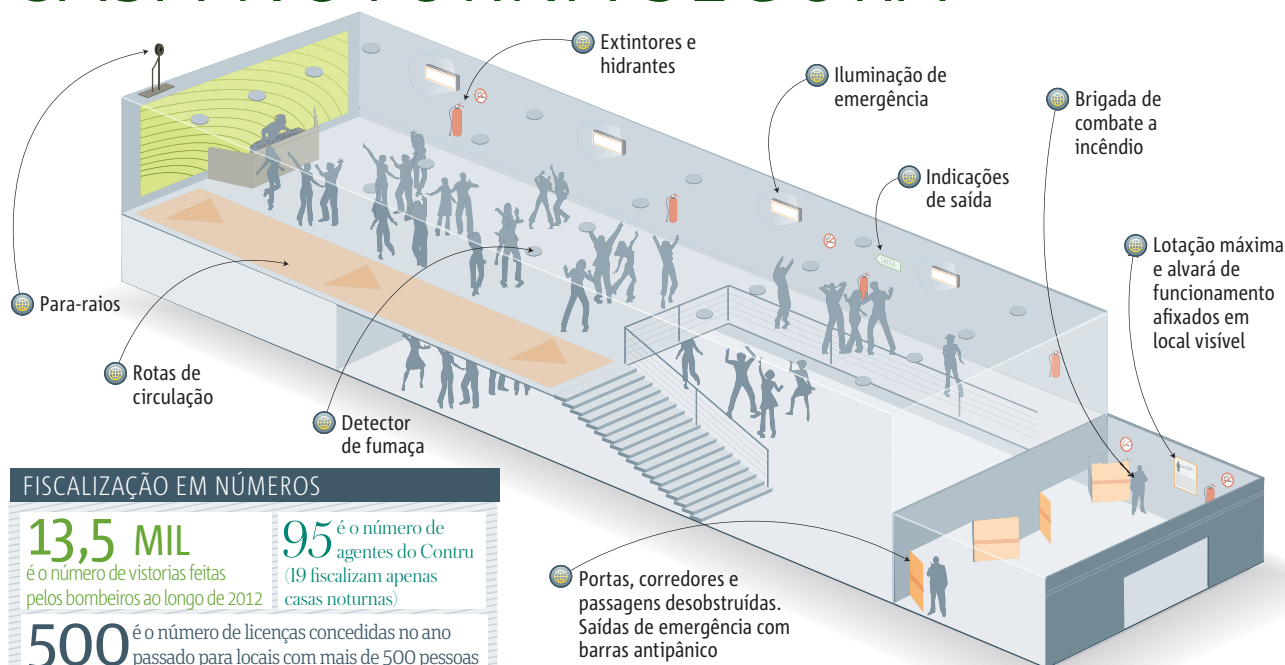 Extintores e
hidrantes
Iluminação de
emergência
Brigada de
combate a
incêndio
Indicações
de saída
Lotação máxima
e alvará de
funcionamento
afixados em
local visível
Para-raios
Rotas de
circulação
Detector
de fumaça
Portas, corredores e
passagens desobstruídas.
Saídas de emergência com
barras antipânico
FISCALIZAÇÃO EM NÚMEROS
13,5 MIL
é o número de vistorias feitas
pelos bombeiros ao longo de 2012
95 é o número de
agentes do Contru
(19 fiscalizam apenas
casas noturnas)
500 é o número de licenças concedidas no ano
passado para locais com mais de 500 pessoas